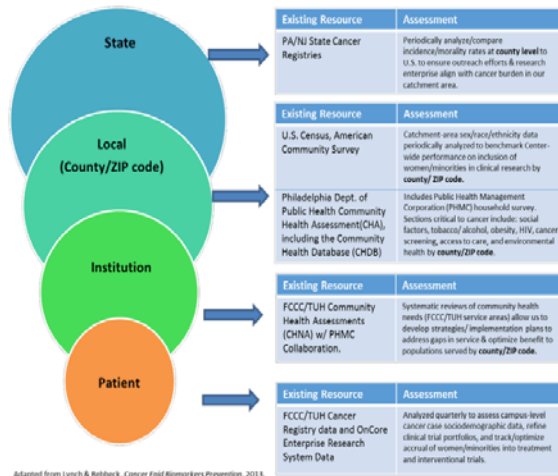 State
Local
(County/ZIP code)
Institution
Patient
Existing Resource Assessment
PA/NJ State Cancer
Registries
Periodically analyze/compare
incidence/morality rates at county level to
U.S. to ensure outreach efforts & research
enterprise align with cancer burden in our
catchment area.
Existing Resource Assessment
U.S. Census, American
Community Survey
Catchment-area sex/race/ethnicity data
periodically analyzed to benchmark Center-
wide performance on inclusion of
women/minorities in clinical research by
county/ ZIP code.
Philadelphia Dept. of
Public Health Community
Health Assessment(CHA),
including the Community
Health Database (CHDB)
Includes Public Health Management
Corporation (PHMC) household survey.
Sections critical to cancer include: social
factors, tobacco/ alcohol, obesity, HIV, cancer
screening, access to care, and environmental
health by county/ZIP code.
Existing Resource Assessment
FCCC/TUH Community
Health Assessments
(CHNA) w/ PHMC
Collaboration.
Systematic reviews of community health
needs (FCCC/TUH service areas) allow us to
develop strategies/ implementation plans to
address gaps in service & optimize benefit to
populations served by county/ZIP code.
Existing Resource Assessment
FCCC/TUH Cancer
Registry data and OnCore
Enterprise Research
System Data
Analyzed quarterly to assess campus-level
cancer case sociodemographic data, refine
clinical trial portfolios, and track/optimize
accrual of women/minorities into treatment
and interventional trials.
Adapted from Lynch & Rebbeck, Cancer Epid Biomarkers Prevention, 2013.